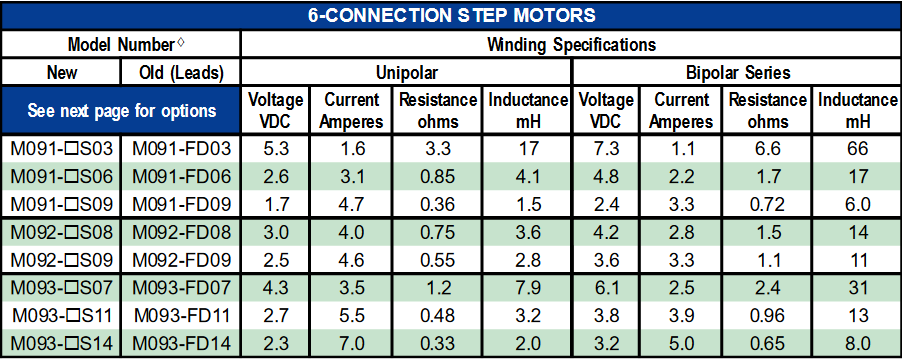 6-CONNECTION STEP MOTORS
Model Number◊ Winding Specifications
New Old (Leads) Unipolar Bipolar Series
See next page for options Voltage VDC Current Amperes Resistance ohms Inductance mH Voltage VDC Current Amperes Resistance ohms Inductance mH
M091-□S03 M091-FD03 5.3 1.6 3.3 17 7.3 1.1 6.6 66
M091-□S06 M091-FD06 2.6 3.1 0.85 4.1 4.8 2.2 1.7 17
M091-□S09 M091-FD09 1.7 4.7 0.36 1.5 2.4 3.3 0.72 6.0
M092-□S08 M092-FD08 3.0 4.0 0.75 3.6 4.2 2.8 1.5 14
M092-□S09 M092-FD09 2.5 4.6 0.55 2.8 3.6 3.3 1.1 11
M093-□S07 M093-FD07 4.3 3.5 1.2 7.9 6.1 2.5 2.4 31
M093-□S11 M093-FD11 2.7 5.5 0.48 3.2 3.8 3.9 0.96 13
M093-□S14 M093-FD14 2.3 7.0 0.33 2.0 3.2 5.0 0.65 8.0